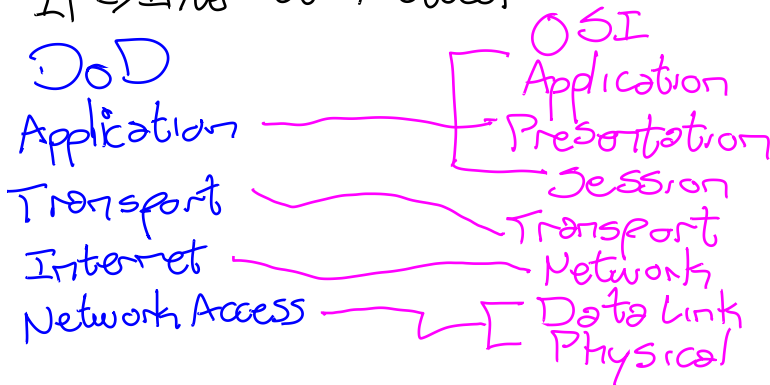 DoD
Application
Transport
Internet
Network Access
OSI
Application
Presentation
Session
Transport
Network
Data Link
Physical